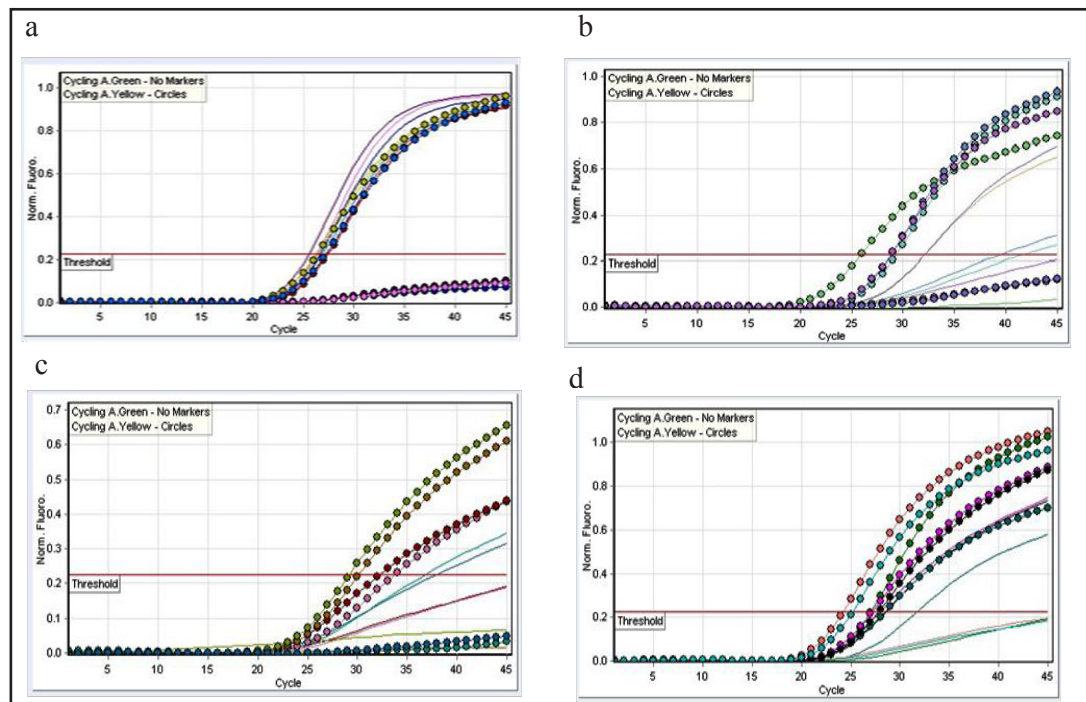 a
Cycling A.Green - No Markers
Cycling A.Yellow - Circles
1.0
0.8
0.6
0.4
0.2
0.0
Norm. Fluoro.
Threshold
5 10 15 20 25 30 35 40 45
Cycle
b
Cycling A.Green - No Markers
Cycling A.Yellow - Circles
1.0
0.8
0.6
0.4
0.2
0.0
Norm. Fluoro.
Threshold
5 10 15 20 25 30 35 40 45
Cycle
c
Cycling A.Green - No Markers
Cycling A.Yellow - Circles
0.7
0.6
0.5
0.4
0.3
0.2
0.1
0.0
Norm. Fluoro.
Threshold
5 10 15 20 25 30 35 40 45
Cycle
d
Cycling A.Green - No Markers
Cycling A.Yellow - Circles
1.0
0.8
0.6
0.4
0.2
0.0
Norm. Fluoro.
Threshold
5 10 15 20 25 30 35 40 45
Cycle